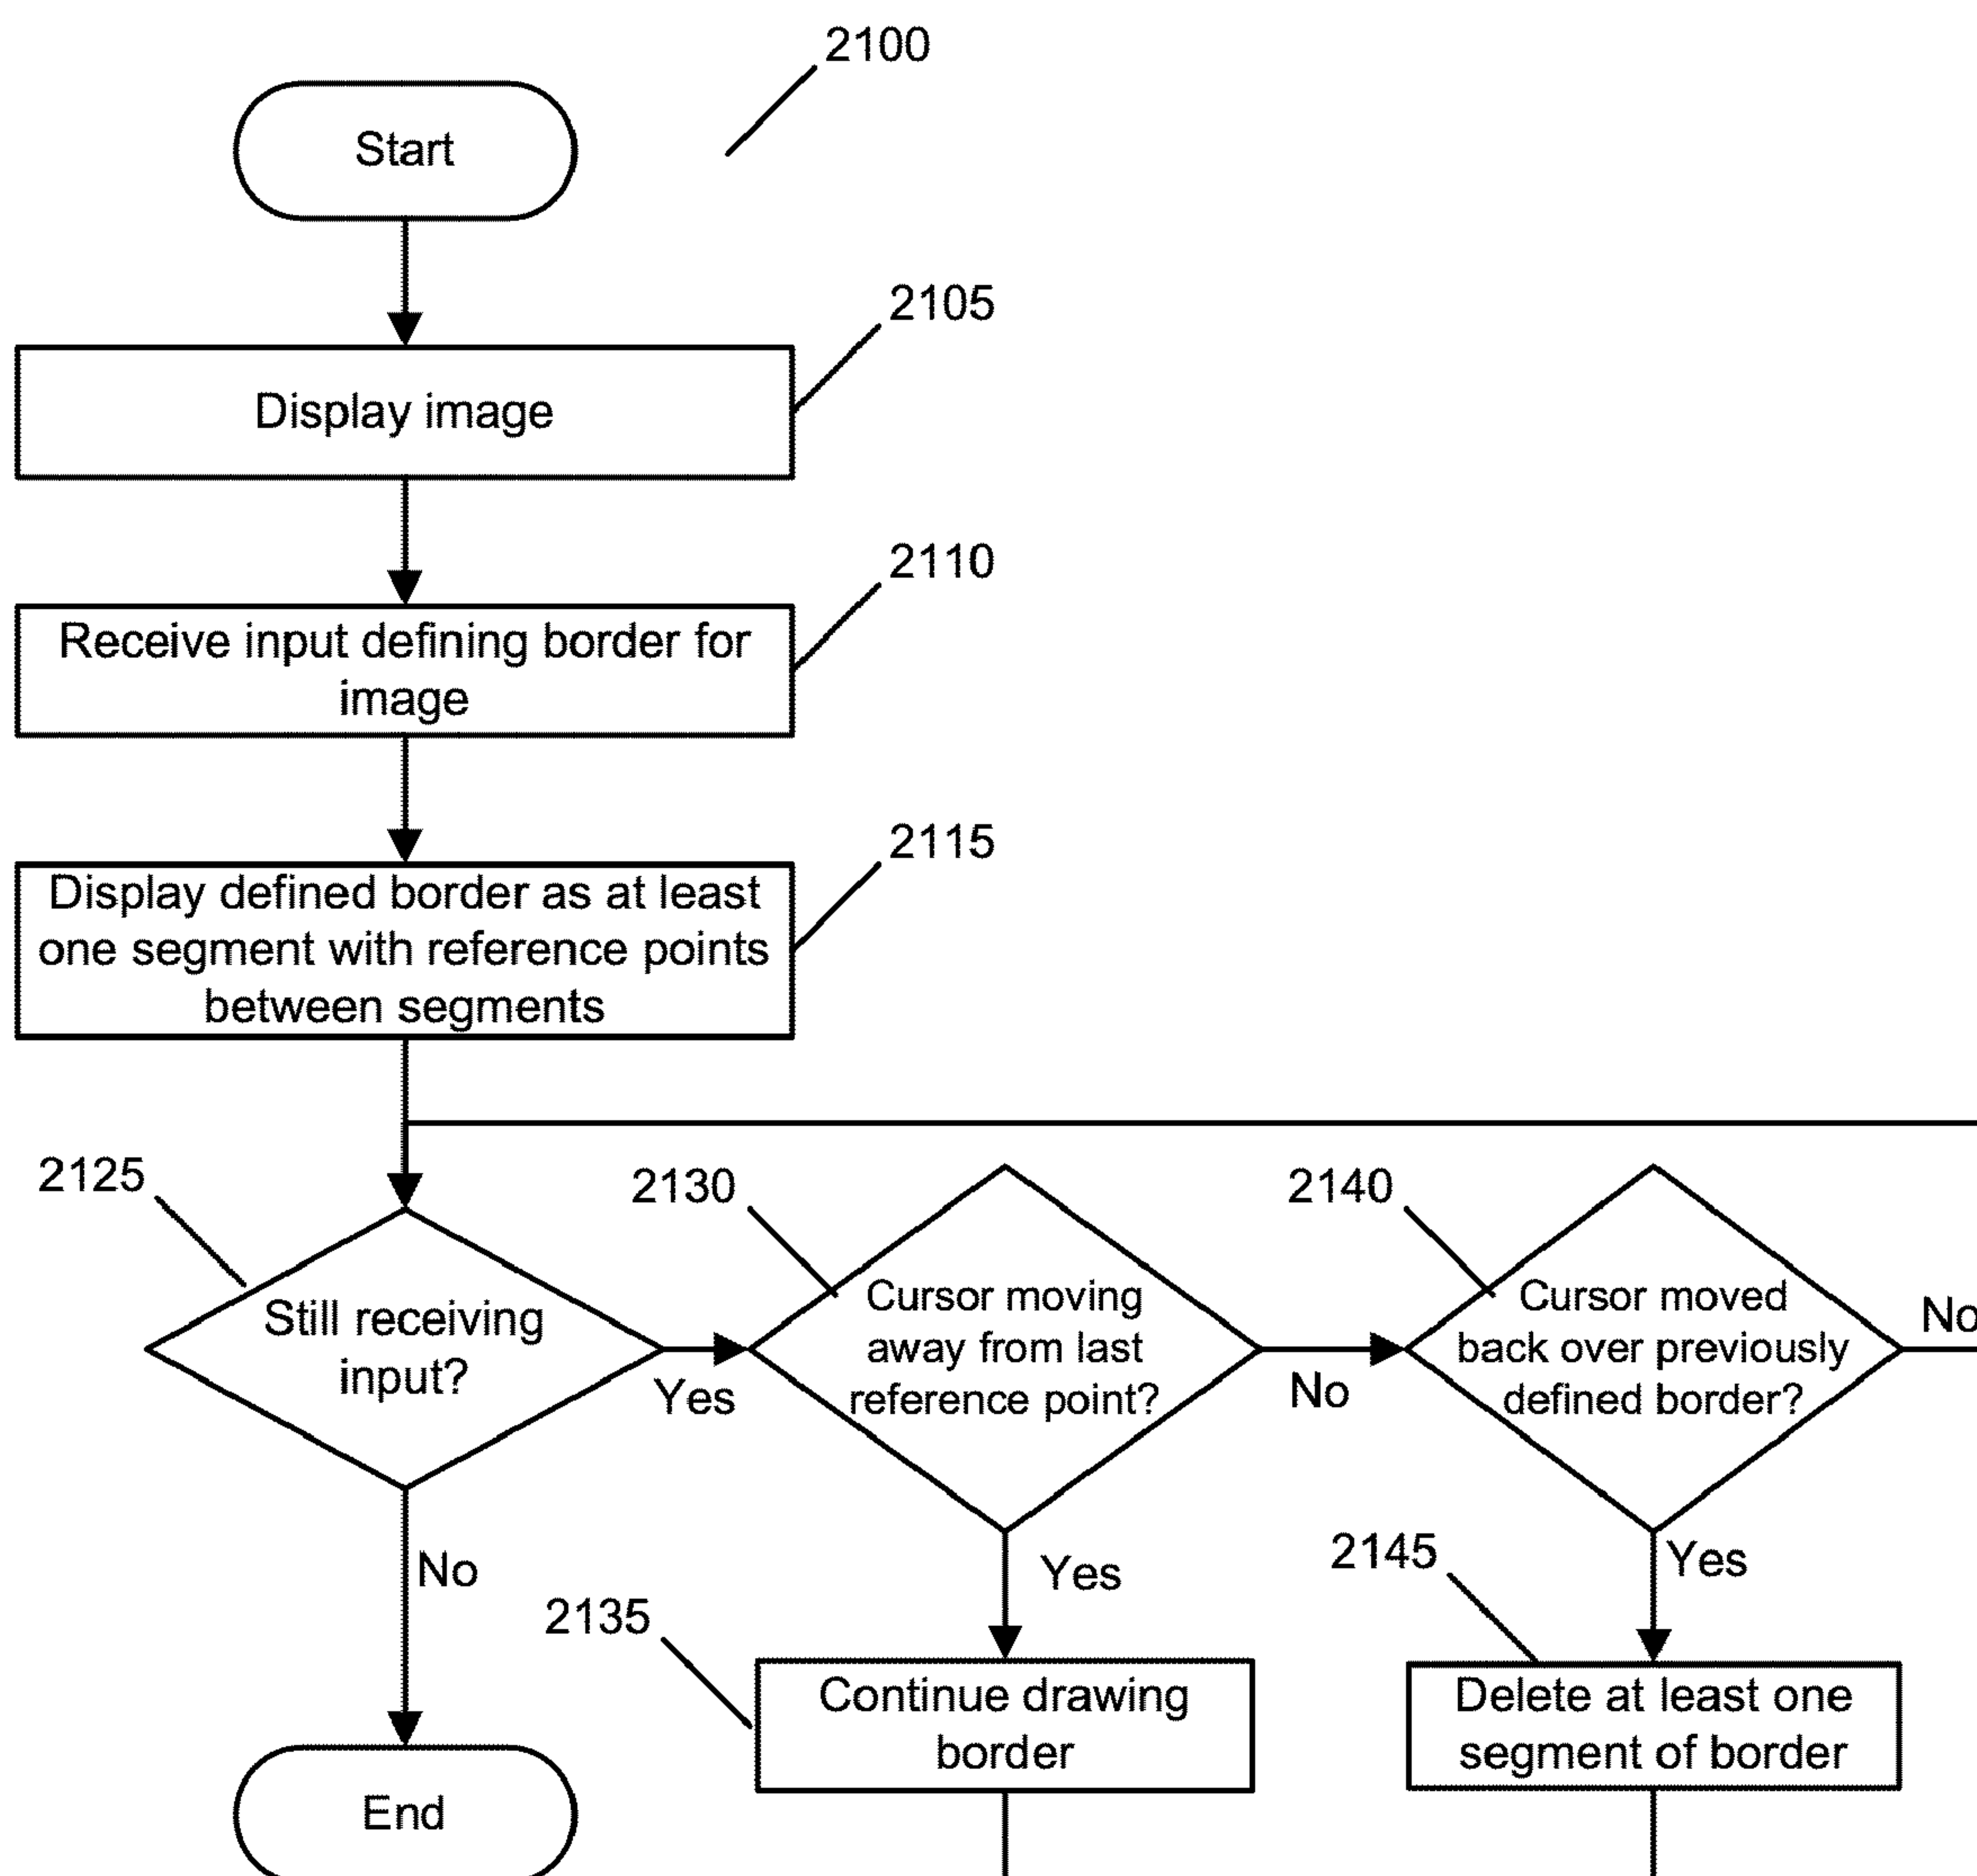 2100
Start
2105
Display image
2110
Receive input defining border for
image
2115
Display defined border as at least
one segment with reference points
between segments
2125
Still receiving
input?
Yes
No
2130
Cursor moving
away from last
reference point?
No
Yes
2140
Cursor moved
back over previously
defined border?
No
Yes
2135
Continue drawing
border
2145
Delete at least one
segment of border
End